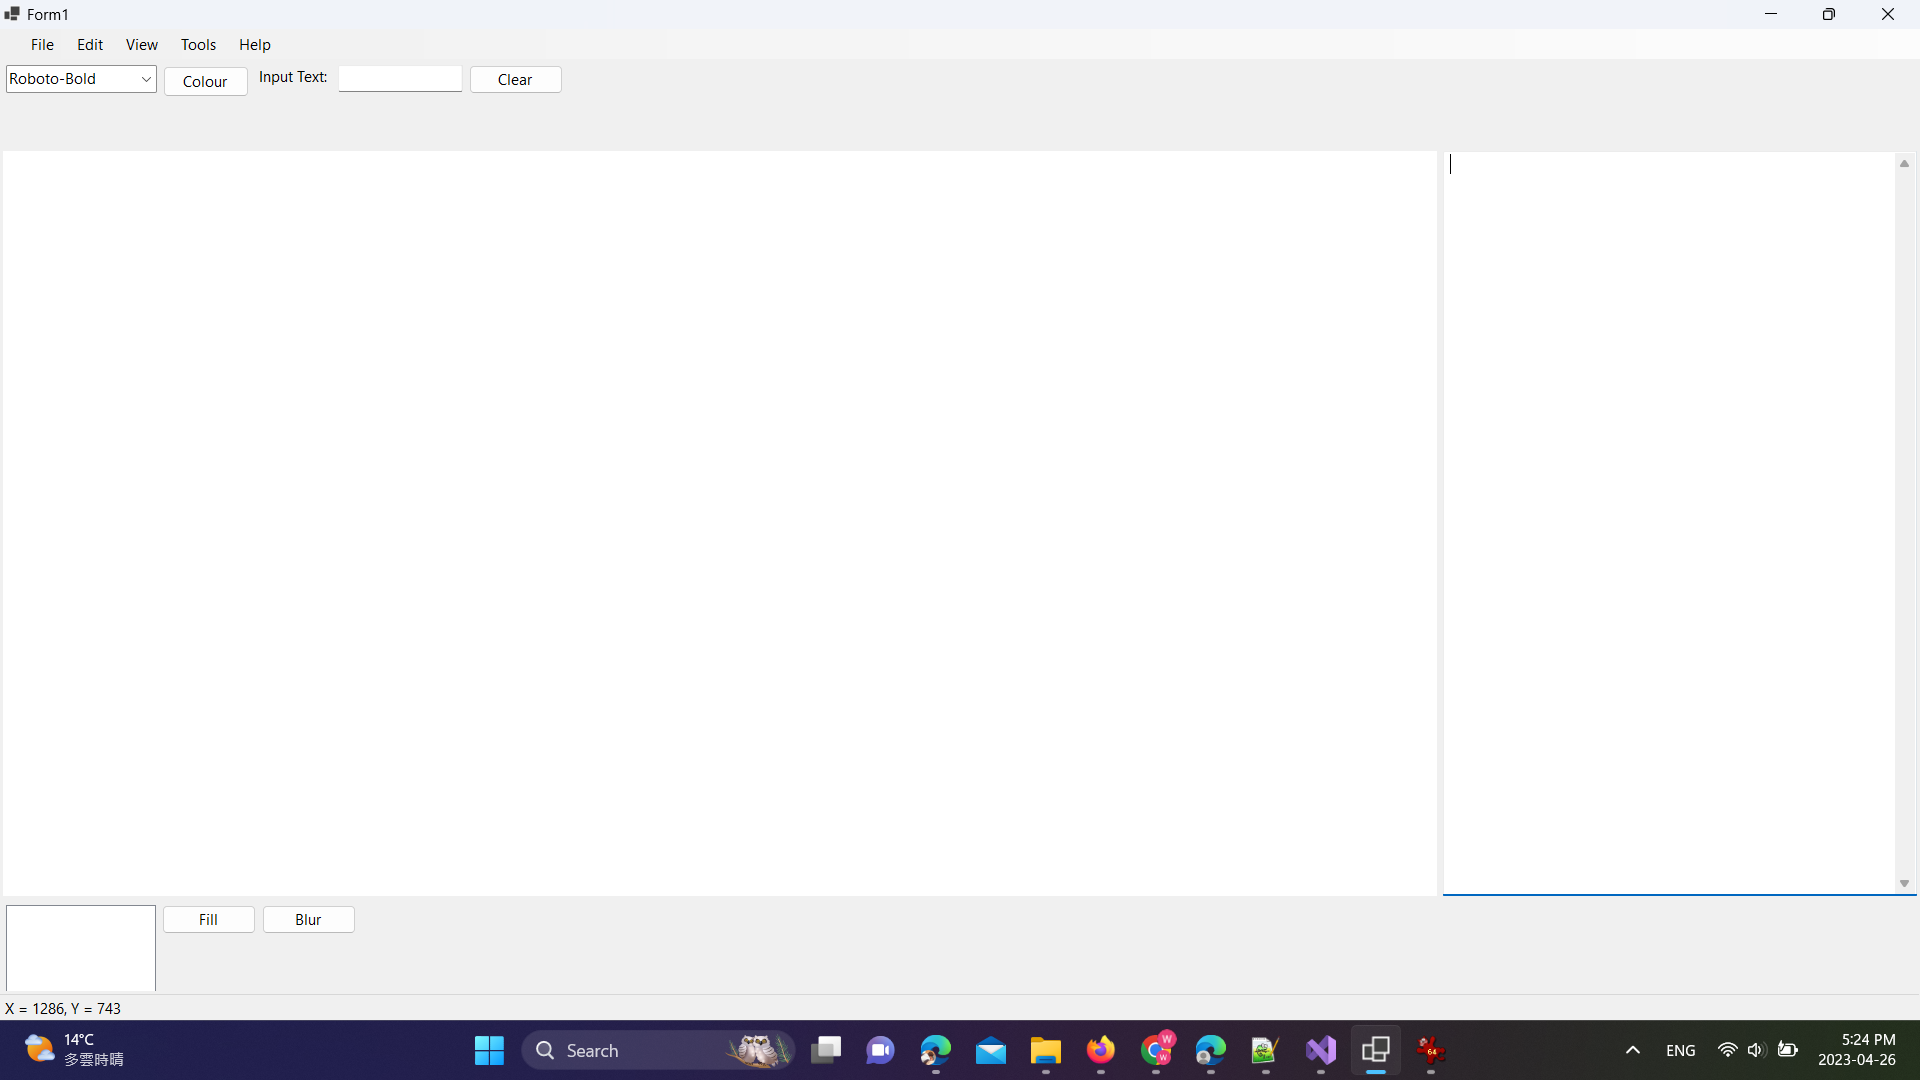 Form1
File Edit View Tools Help
Roboto-Bold Colour Input Text: Clear
Fill Blur
X = 1286, Y = 743
14°C
多雲時晴
Search
W
W
64
ENG
5:24 PM
2023-04-26